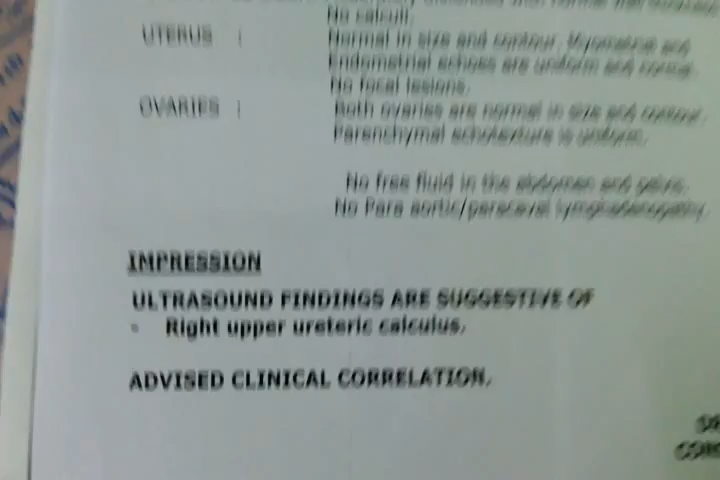 No calculi.
UTERUS : Normal in size and contour. Myometrial and
Endometrial echoes are uniform and normal.
No focal lesions.
OVARIES : Both ovaries are normal in size and contour.
Parenchymal echotexture is uniform.
No free fluid in the abdomen and pelvis.
No Para aortic/paracaval lymphadenopathy.
IMPRESSION
ULTRASOUND FINDINGS ARE SUGGESTIVE OF
- Right upper ureteric calculus.
ADVISED CLINICAL CORRELATION.